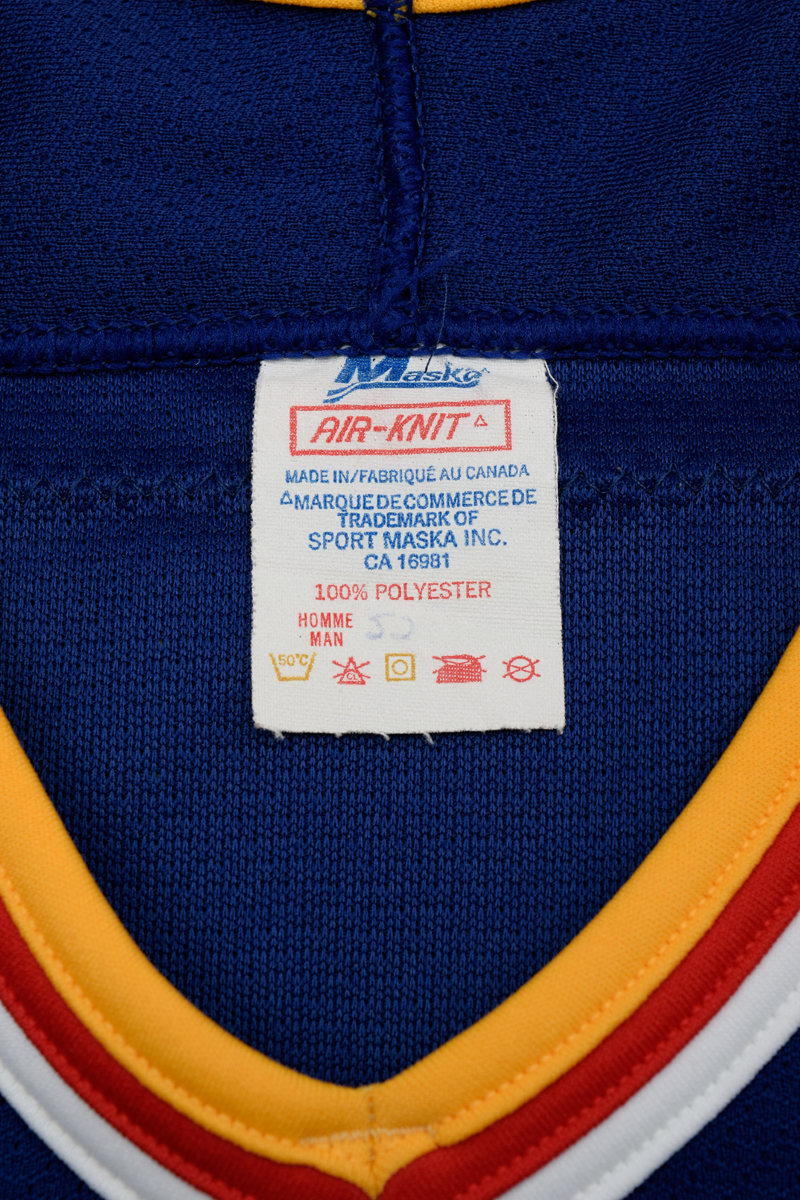 Maska
AIR-KNIT
MADE IN/FABRIQUÉ AU CANADA
MARQUE DE COMMERCE DE
TRADEMARK OF
SPORT MASKA INC.
CA 16981
100% POLYESTER
HOMME
MAN
50°C CL